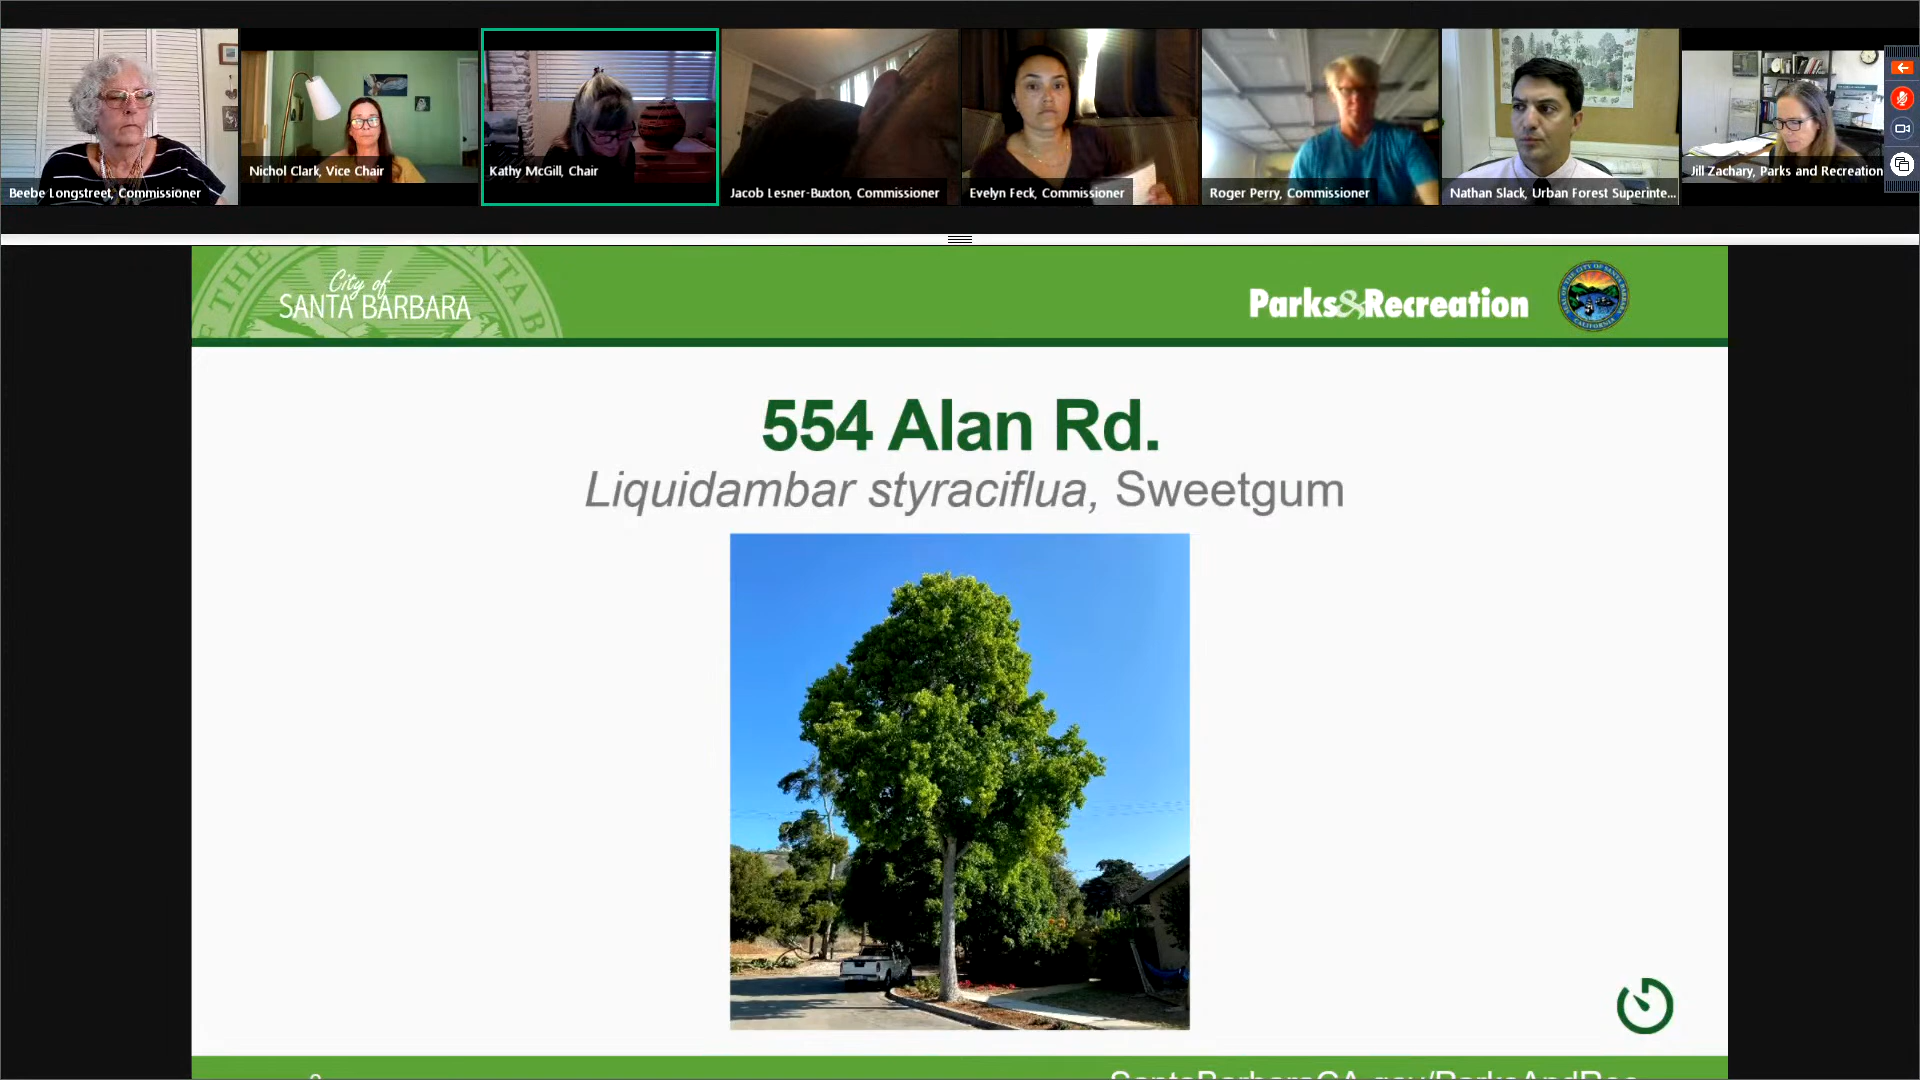 Beebe Longstreet, Commissioner
Nichol Clark, Vice Chair
Kathy McGill, Chair
Jacob Lesner-Buxton, Commissioner
Evelyn Feck, Commissioner
Roger Perry, Commissioner
Nathan Slack, Urban Forest Superinte...
Jill Zachary, Parks and Recreation
City of
SANTA BARBARA
Parks&Recreation
554 Alan Rd.
Liquidambar styraciflua, Sweetgum